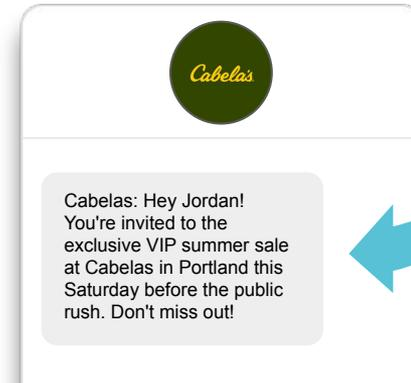 Cabela's
Cabelas: Hey Jordan!
You're invited to the
exclusive VIP summer sale
at Cabelas in Portland this
Saturday before the public
rush. Don't miss out!